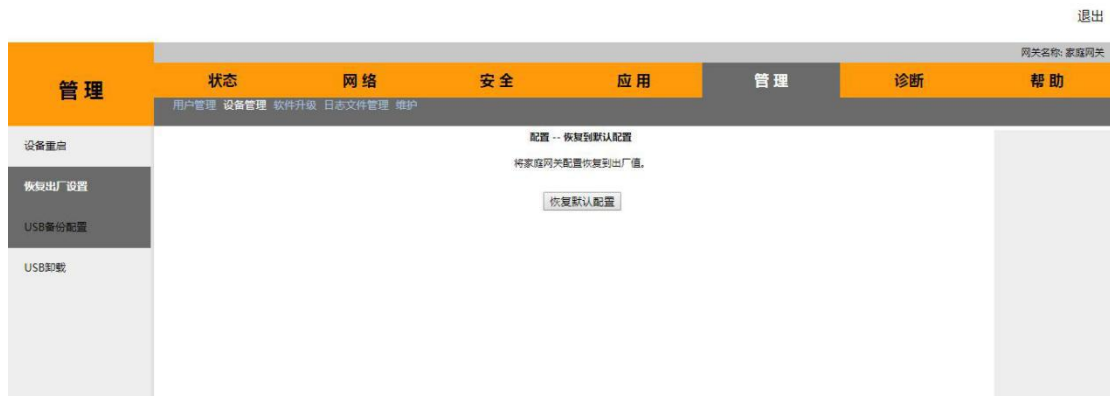 退出
网关名称: 家庭网关
管 理
状态 网 络 安 全 应 用 管 理 诊断 帮 助
用户管理 设备管理 软件升级 日志文件管理 维护
设备重启
恢复出厂设置
USB备份配置
USB卸载
配置 -- 恢复到默认配置
将家庭网关配置恢复到出厂值。
恢复默认配置